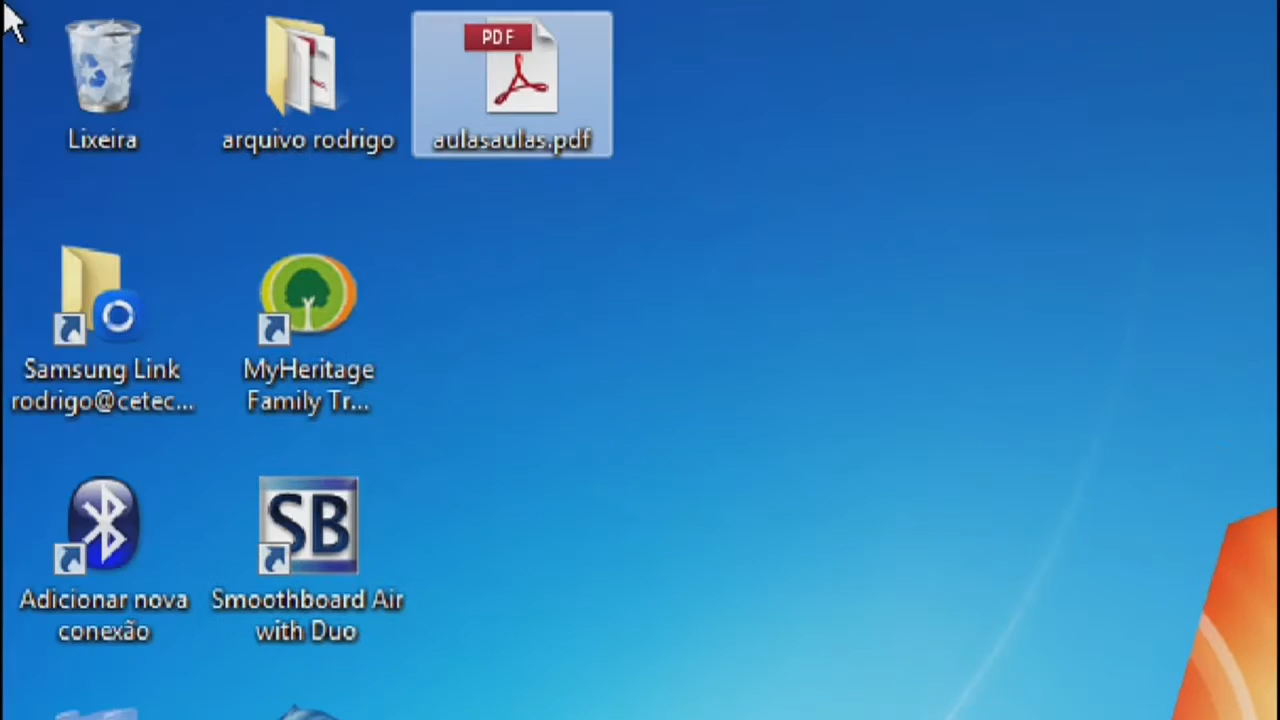 PDF
Lixeira
arquivo rodrigo
aulasaulas.pdf
Samsung Link
rodrigo@cetec...
MyHeritage
Family Tr...
SB
Adicionar nova
conexão
Smoothboard Air
with Duo